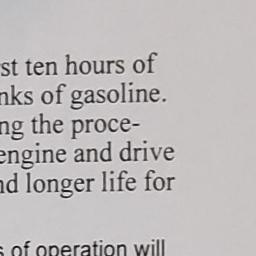 st ten hours of
nks of gasoline.
ng the proce-
engine and drive
nd longer life for
s of operation will